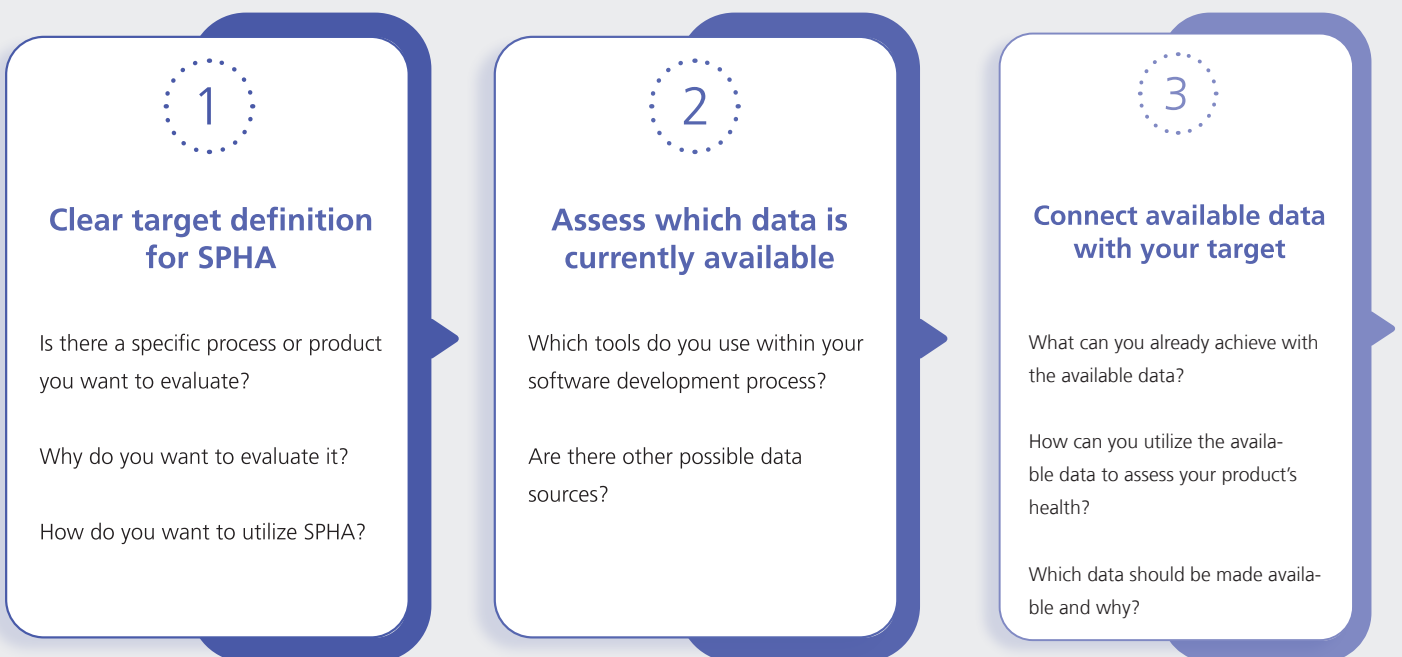 1
Clear target definition
for SPHA
Is there a specific process or product
you want to evaluate?
Why do you want to evaluate it?
How do you want to utilize SPHA?
2
Assess which data is
currently available
Which tools do you use within your
software development process?
Are there other possible data
sources?
3
Connect available data
with your target
What can you already achieve with
the available data?
How can you utilize the availa-
ble data to assess your product’s
health?
Which data should be made availa-
ble and why?